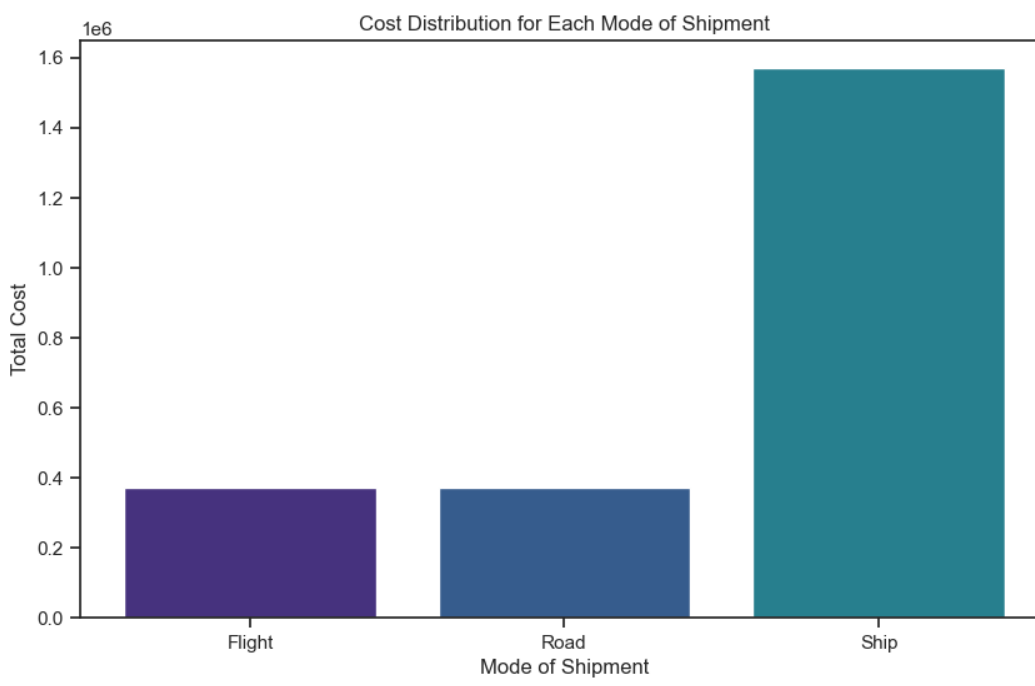 Cost Distribution for Each Mode of Shipment
1e6
1.6
1.4
1.2
1.0
0.8
0.6
0.4
0.2
0.0
Total Cost
Flight Road Ship
Mode of Shipment